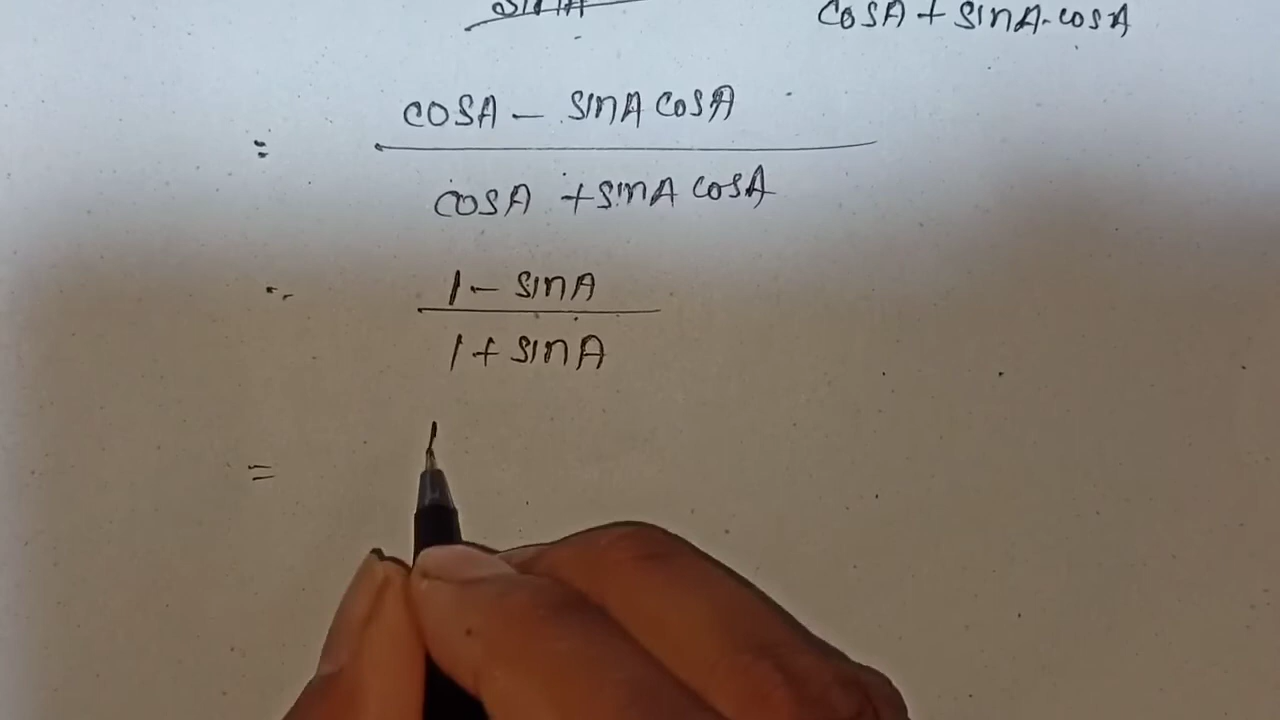 cosA + sinA·cosA
= cosA - sinA cosA
cosA + sinA cosA
1 - sinA
1 + sinA
=